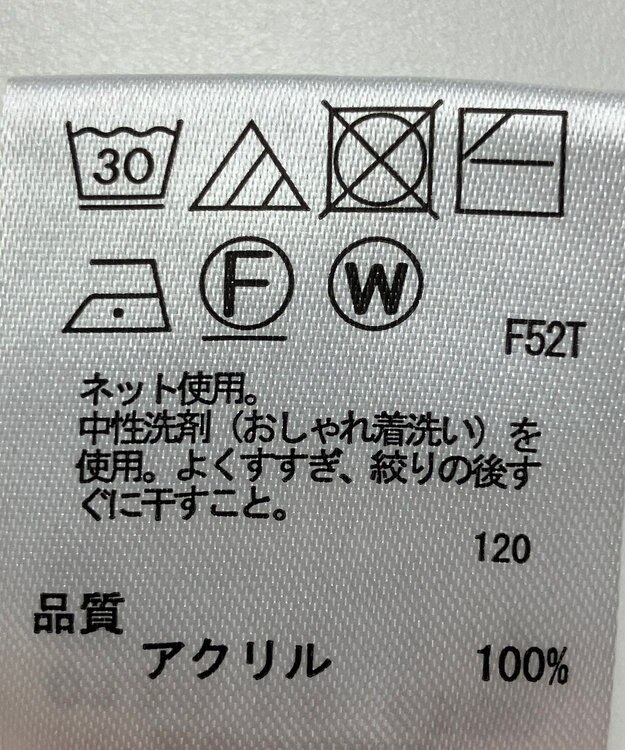 30
F W
F52T
ネット使用。
中性洗剤（おしゃれ着洗い）を
使用。よくすすぎ、絞りの後す
ぐに干すこと。
120
品質
アクリル 100%